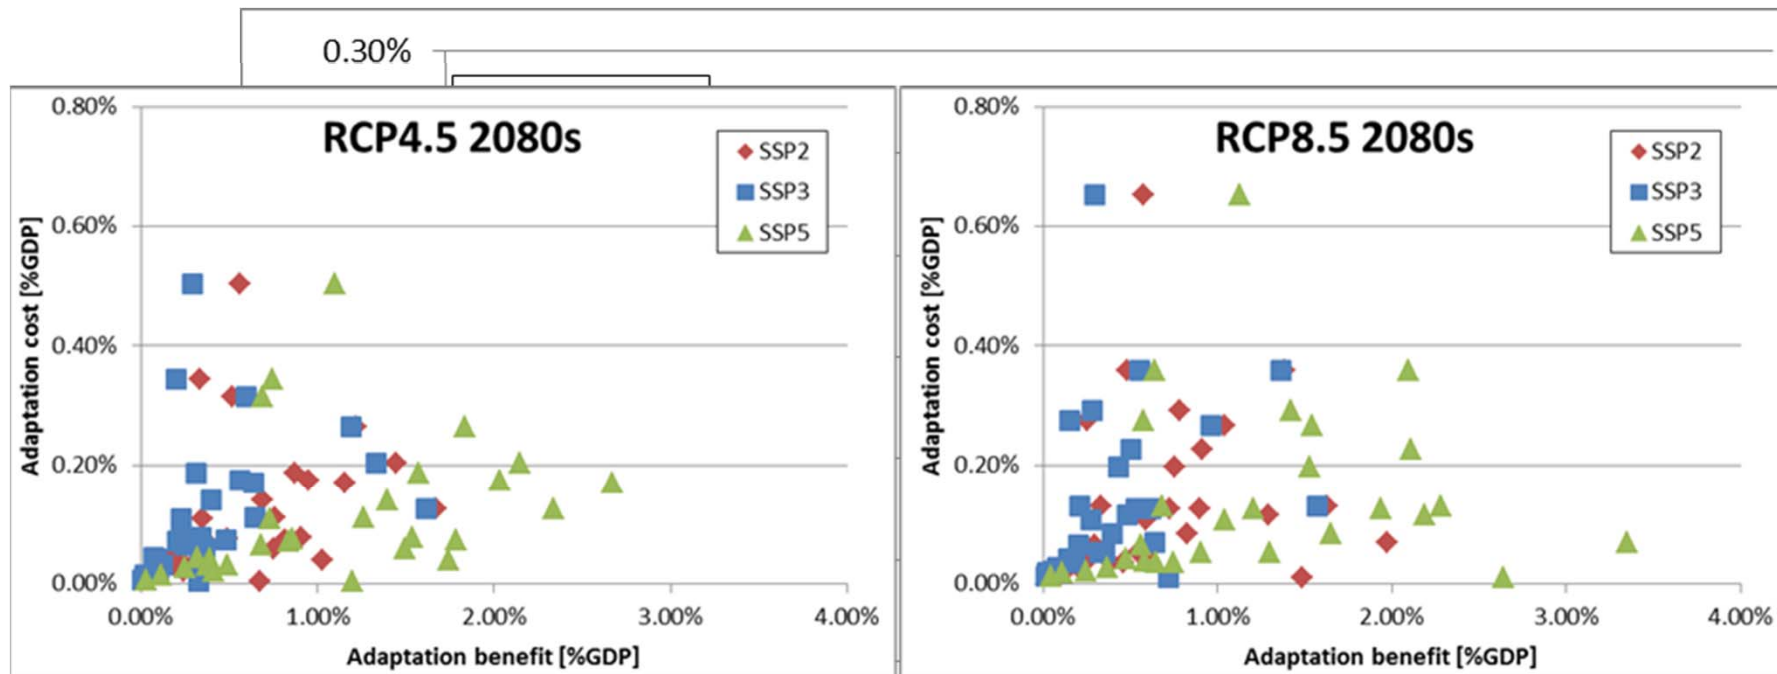 0.30%
RCP4.5 2080s
0.80%
0.60%
0.40%
0.20%
0.00%
Adaptation cost [%GDP]
SSP2
SSP3
SSP5
0.00% 1.00% 2.00% 3.00% 4.00%
Adaptation benefit [%GDP]
RCP8.5 2080s
0.80%
0.60%
0.40%
0.20%
0.00%
Adaptation cost [%GDP]
SSP2
SSP3
SSP5
0.00% 1.00% 2.00% 3.00% 4.00%
Adaptation benefit [%GDP]